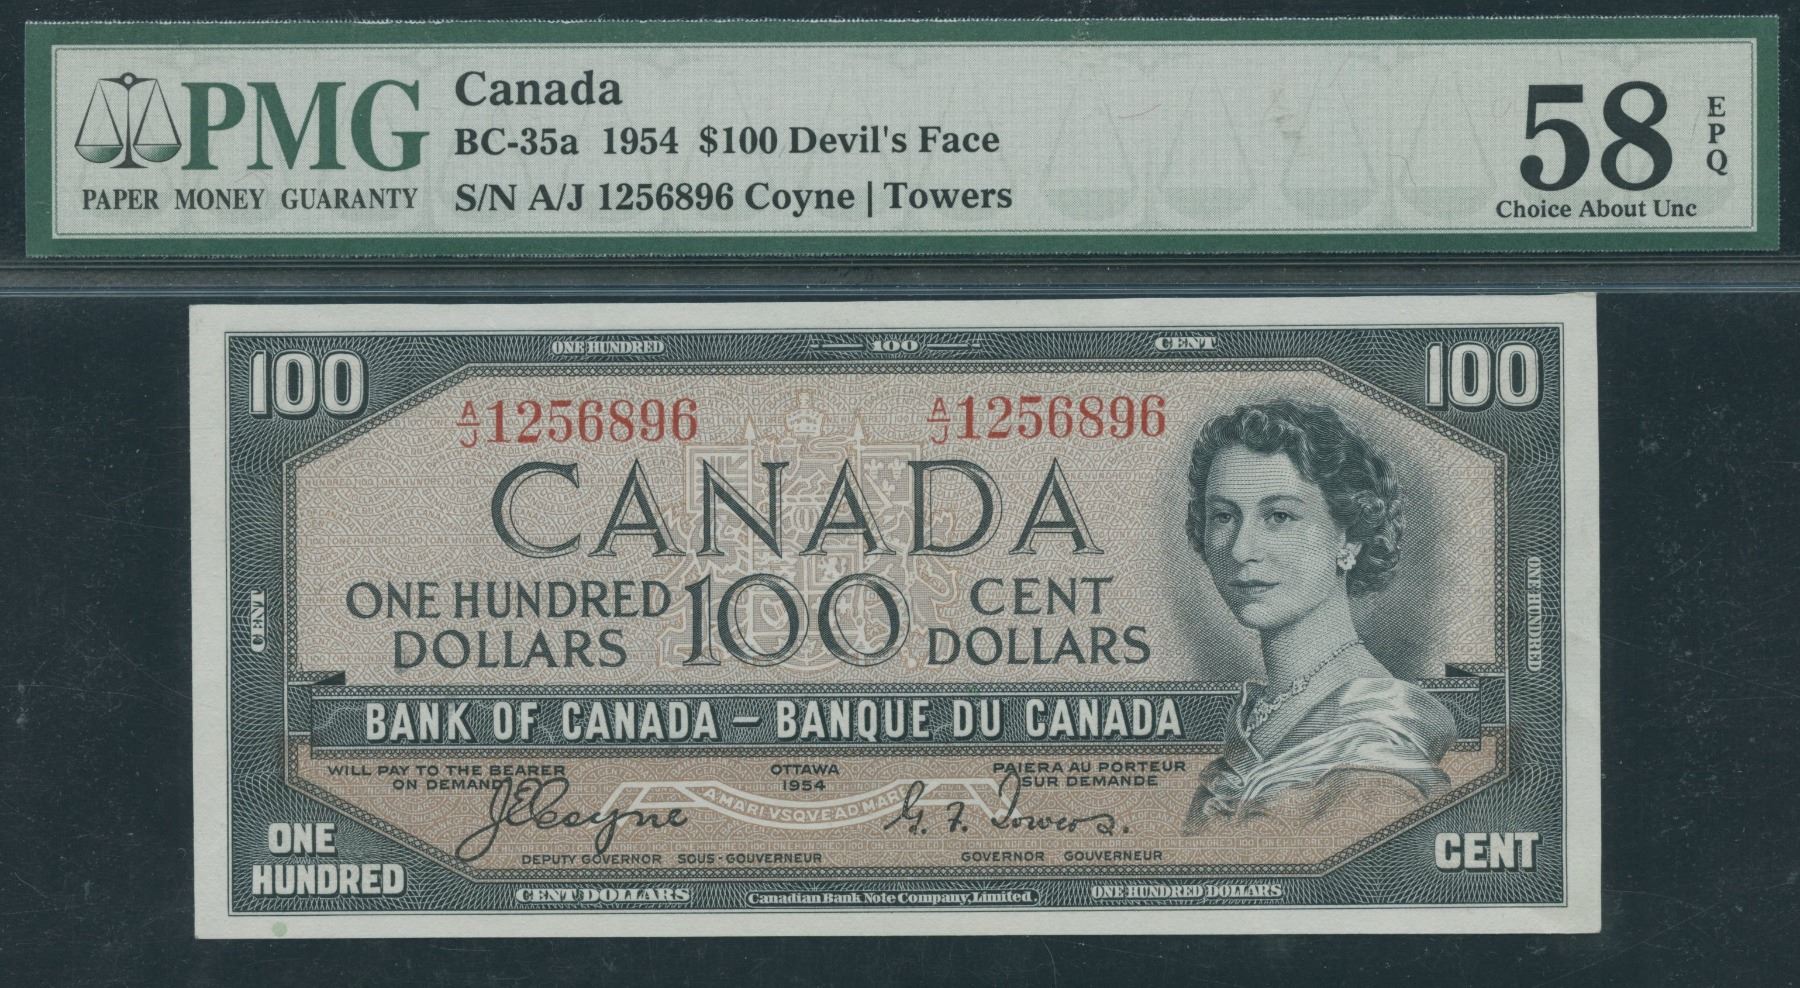 PMG
PAPER MONEY GUARANTY
Canada
BC-35a 1954 $100 Devil's Face
S/N A/J 1256896 Coyne | Towers
58
EPQ
Choice About Unc
ONE HUNDRED 100 CENT
100 100
A/J 1256896 A/J 1256896
CANADA
ONE HUNDRED DOLLARS 100 CENT DOLLARS
CENT
ONE HUNDRED
BANK OF CANADA – BANQUE DU CANADA
WILL PAY TO THE BEARER ON DEMAND
OTTAWA 1954
PAIERA AU PORTEUR SUR DEMANDE
A·MARI VSQVE AD MARE
J E Coyne G. F. Towers.
DEPUTY GOVERNOR SOUS-GOUVERNEUR GOVERNOR GOUVERNEUR
ONE HUNDRED
CENT
CENT DOLLARS Canadian Bank Note Company, Limited. ONE HUNDRED DOLLARS